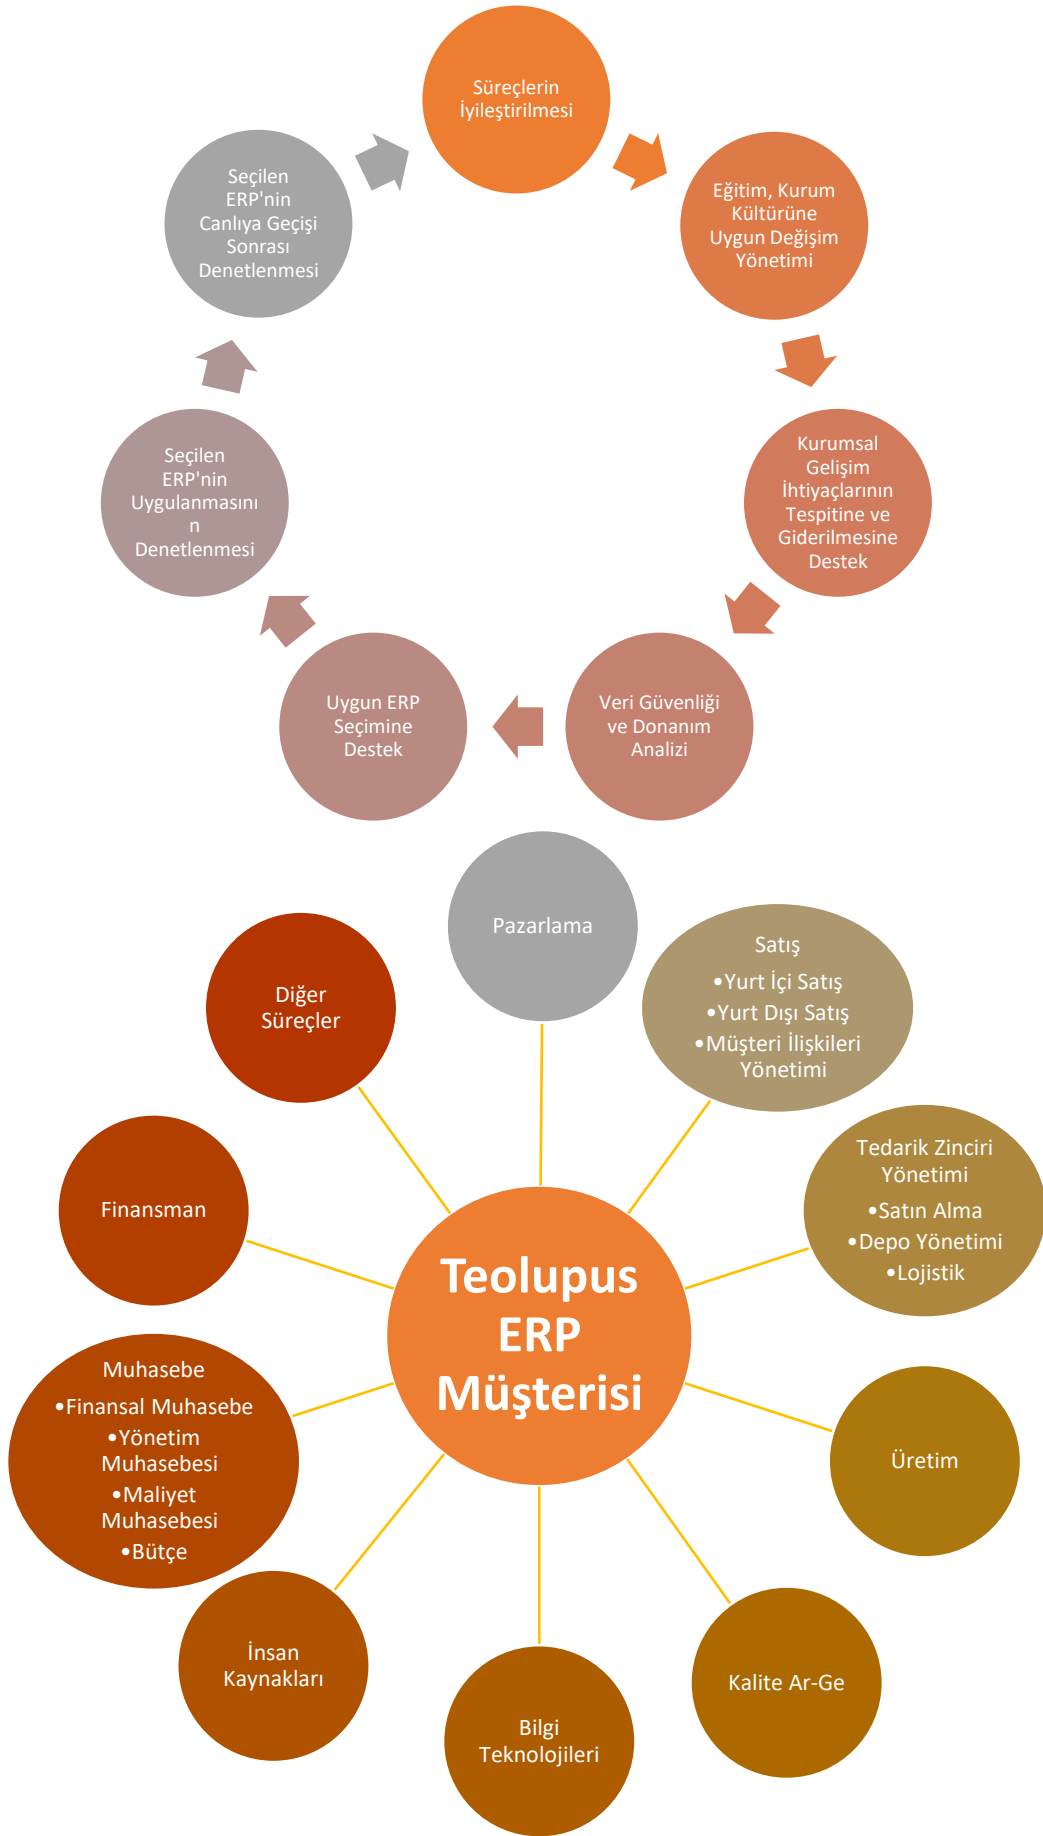 Süreçlerin
İyileştirilmesi
Eğitim, Kurum
Kültürüne
Uygun Değişim
Yönetimi
Kurumsal
Gelişim
İhtiyaçlarının
Tespitine ve
Giderilmesine
Destek
Veri Güvenliği
ve Donanım
Analizi
Uygun ERP
Seçimine
Destek
Seçilen
ERP'nin
Uygulanmasını
n
Denetlenmesi
Seçilen
ERP'nin
Canlıya Geçişi
Sonrası
Denetlenmesi
Teolupus
ERP
Müşterisi
Pazarlama
Satış
•Yurt İçi Satış
•Yurt Dışı Satış
•Müşteri İlişkileri
Yönetimi
Tedarik Zinciri
Yönetimi
•Satın Alma
•Depo Yönetimi
•Lojistik
Üretim
Kalite Ar-Ge
Bilgi
Teknolojileri
İnsan
Kaynakları
Muhasebe
•Finansal Muhasebe
•Yönetim
Muhasebesi
•Maliyet
Muhasebesi
•Bütçe
Finansman
Diğer
Süreçler